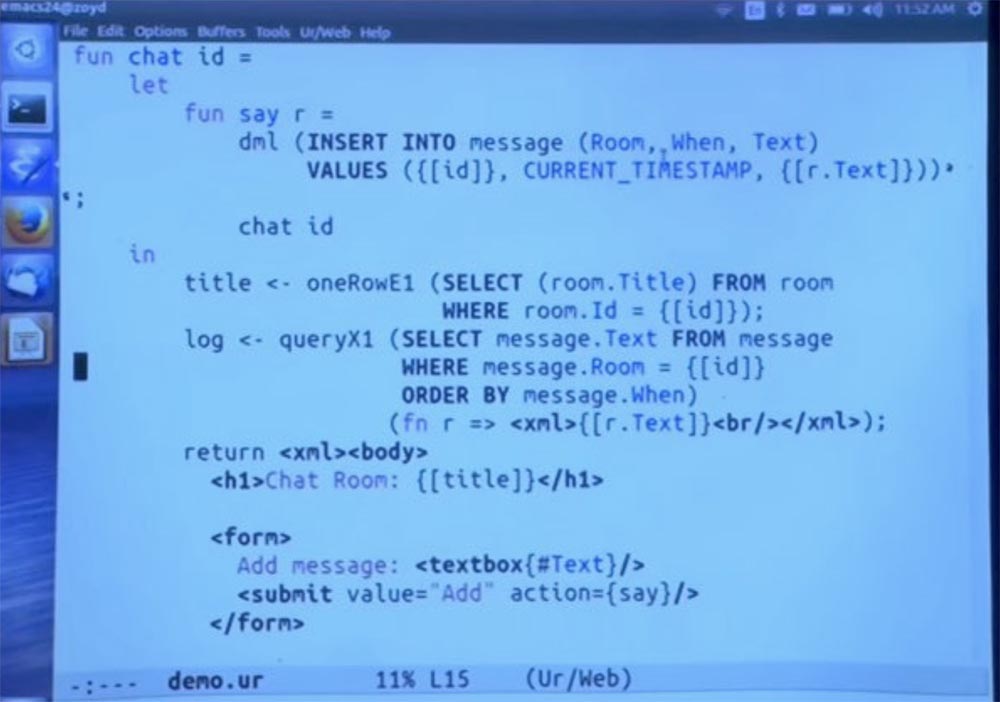 emacs24@zoyd
En 11:52 AM
File Edit Options Buffers Tools Ur/Web Help
fun chat id =
let
fun say r =
dml (INSERT INTO message (Room, When, Text)
VALUES ({[id]}, CURRENT_TIMESTAMP, {[r.Text]}))
;
chat id
in
title <- oneRowE1 (SELECT (room.Title) FROM room
WHERE room.Id = {[id]});
log <- queryX1 (SELECT message.Text FROM message
WHERE message.Room = {[id]}
ORDER BY message.When)
(fn r => <xml>{[r.Text]}<br/></xml>);
return <xml><body>
<h1>Chat Room: {[title]}</h1>
<form>
Add message: <textbox{#Text}/>
<submit value="Add" action={say}/>
</form>
-:--- demo.ur 11% L15 (Ur/Web)